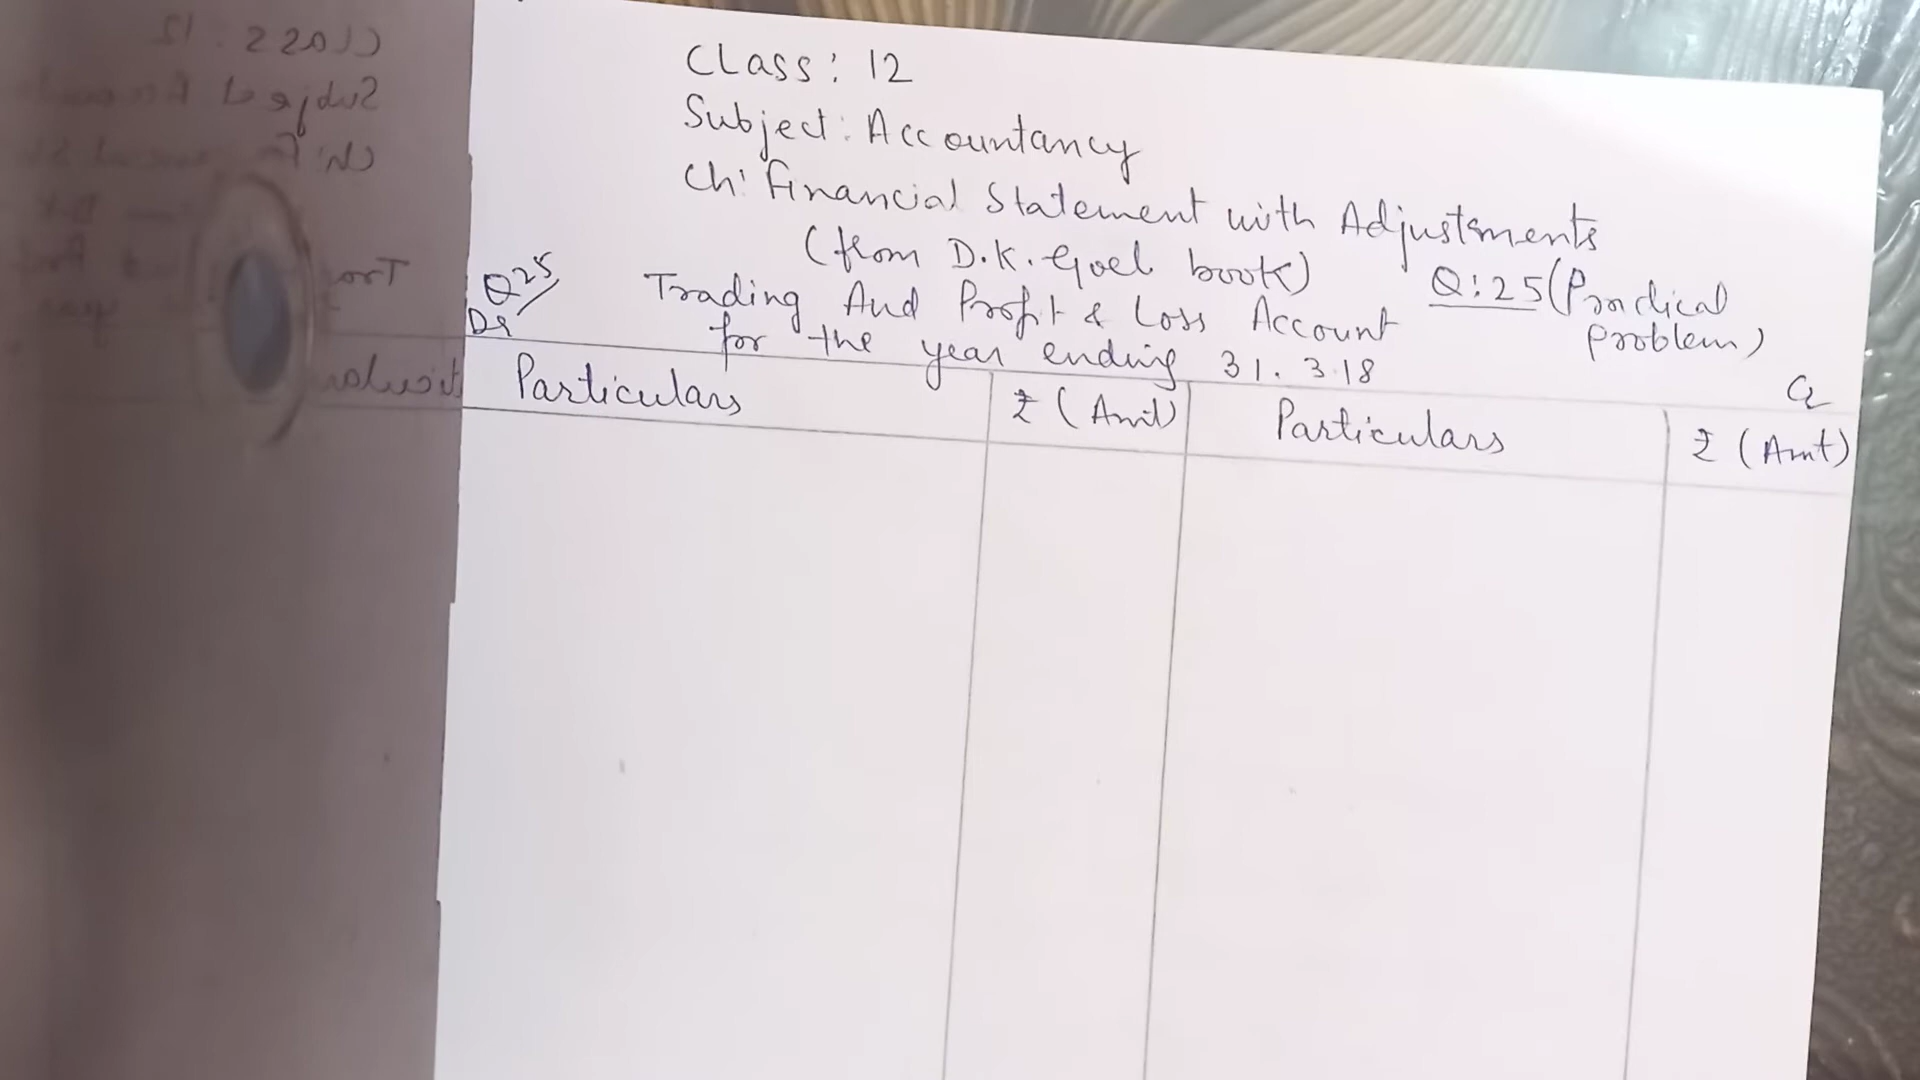 Class: 12
Subject: Accountancy
Ch: Financial Statement with Adjustments
(from D.K. Goel book)
Q:25 (Practical problem)
Q25
Trading And Profit & Loss Account
for the year ending 31.3.18
Dr
Cr
Particulars ₹ (Amt) Particulars ₹ (Amt)